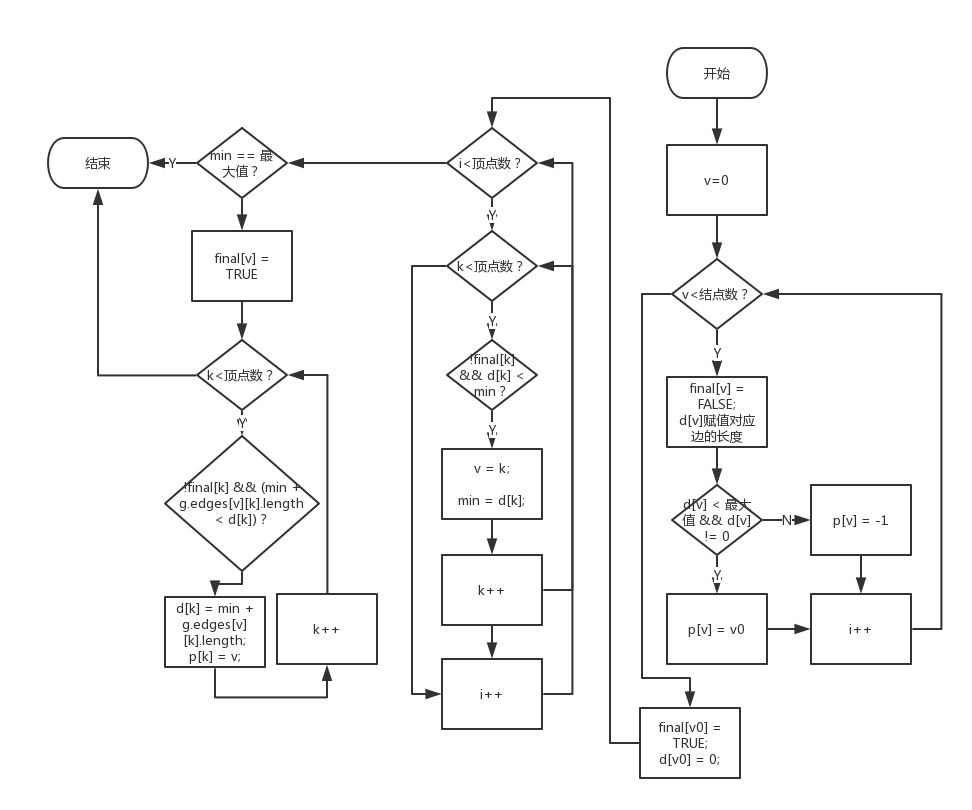 开始
v=0
v<结点数？
Y
final[v] =
FALSE;
d[v]赋值对应
边的长度
d[v] < 最大
值 && d[v]
!= 0
N
p[v] = -1
Y
p[v] = v0
i++
final[v0] =
TRUE;
d[v0] = 0;
i<顶点数？
Y
k<顶点数？
Y
!final[k]
&& d[k] <
min？
Y
v = k;
min = d[k];
k++
i++
min == 最
大值？
Y
结束
final[v] =
TRUE
k<顶点数？
Y
!final[k] && (min +
g.edges[v][k].length
< d[k])？
d[k] = min +
g.edges[v]
[k].length;
p[k] = v;
k++